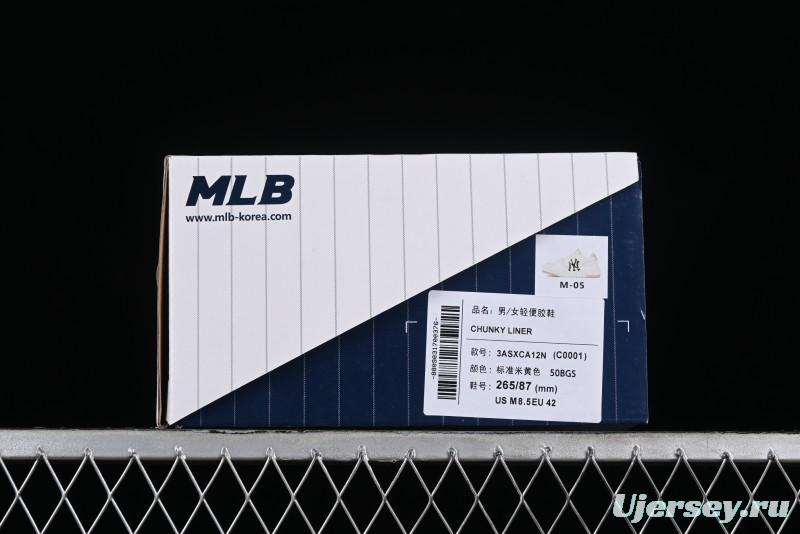 MLB
www.mlb-korea.com
M-05
品名: 男/女轻便胶鞋
CHUNKY LINER
款号: 3ASXCA12N (C0001)
颜色: 标准米黄色 50BGS
鞋号: 265/87 (mm)
US M8.5EU 42
Ujersey.ru